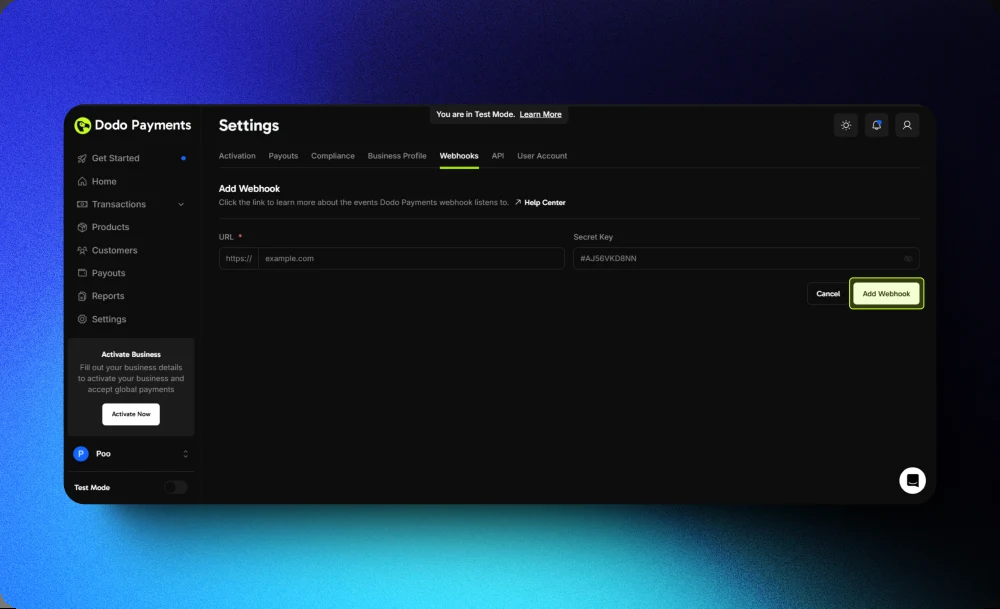 Dodo Payments
Get Started
Home
Transactions
Products
Customers
Payouts
Reports
Settings
Activate Business
Fill out your business details
to activate your business and
accept global payments
Activate Now
P Poo
Test Mode
You are in Test Mode. Learn More
Settings
Activation Payouts Compliance Business Profile Webhooks API User Account
Add Webhook
Click the link to learn more about the events Dodo Payments webhook listens to. Help Center
URL * Secret Key
https:// example.com #AJ56VKD8NN
Cancel Add Webhook